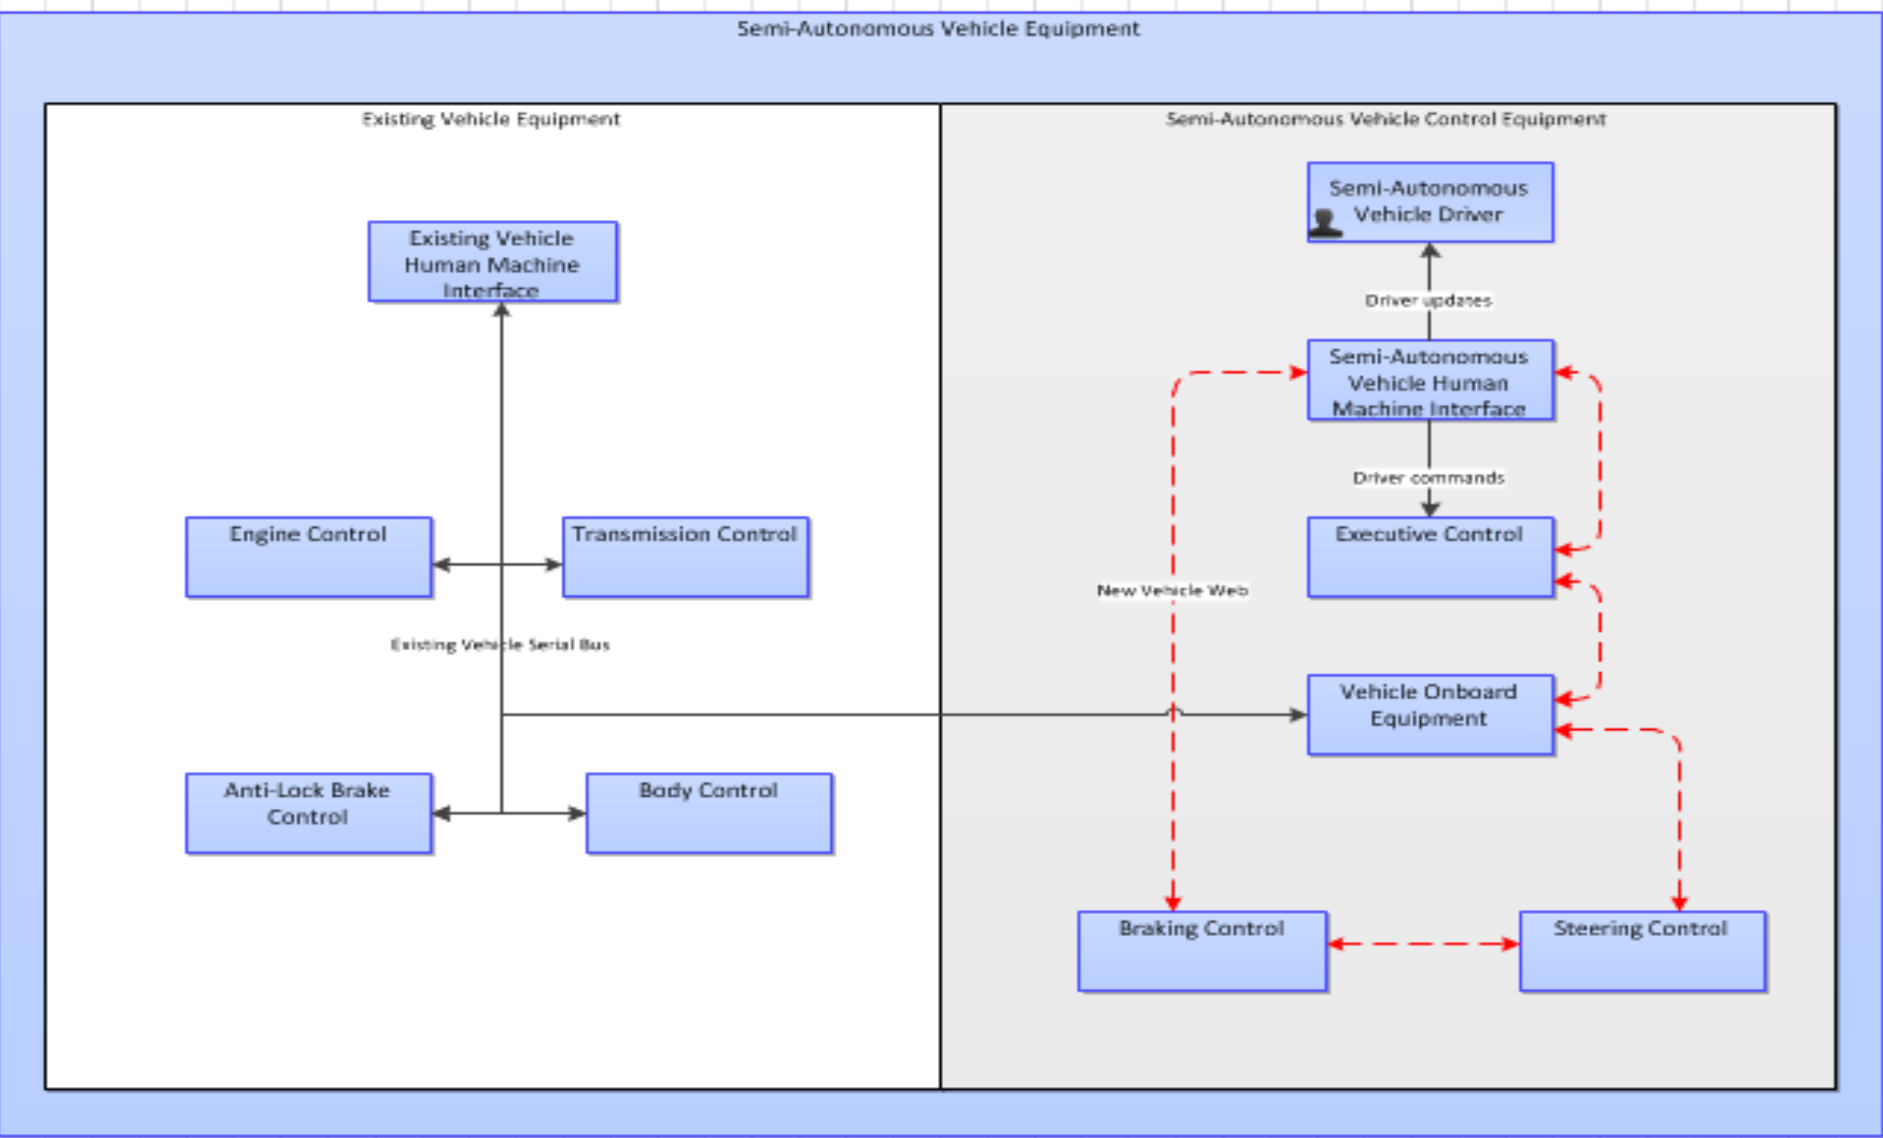 Semi-Autonomous Vehicle Equipment
Existing Vehicle Equipment
Semi-Autonomous Vehicle Control Equipment
Semi-Autonomous
Vehicle Driver
Existing Vehicle
Human Machine
Interface
Driver updates
Semi-Autonomous
Vehicle Human
Machine Interface
Driver commands
Engine Control
Transmission Control
Executive Control
New Vehicle Web
Existing Vehicle Serial Bus
Vehicle Onboard
Equipment
Anti-Lock Brake
Control
Body Control
Braking Control
Steering Control